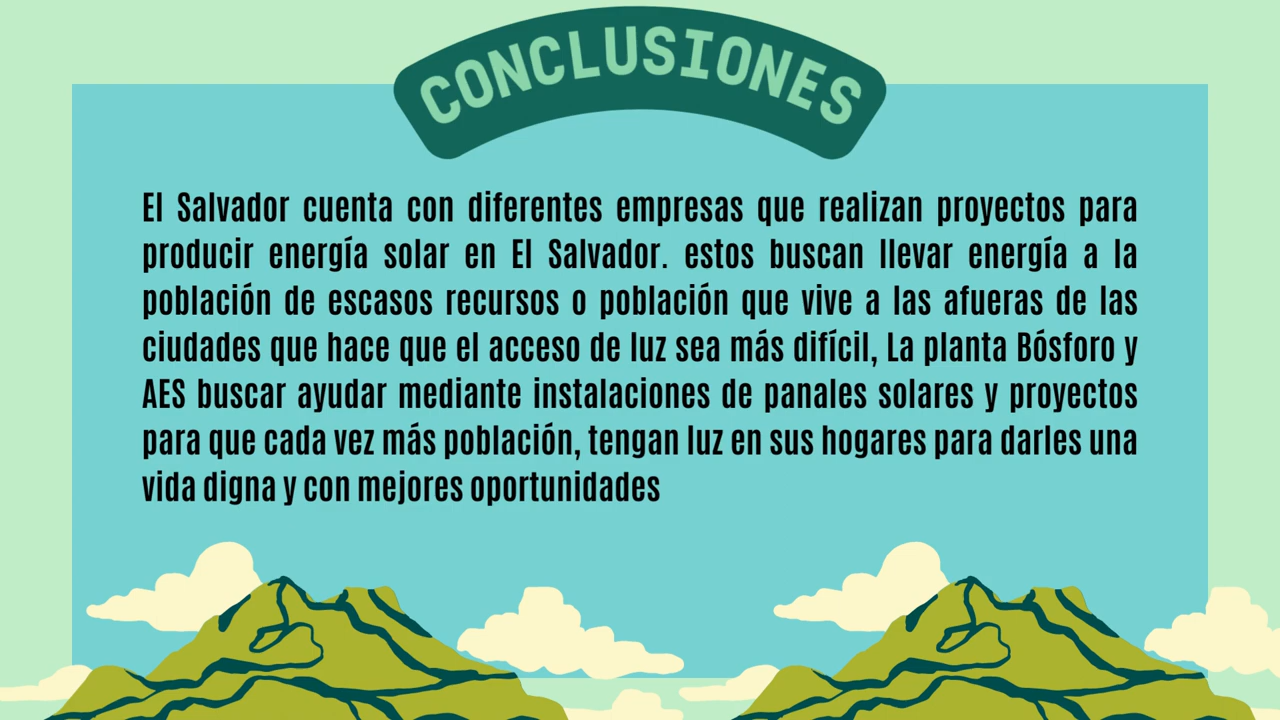 CONCLUSIONES
El Salvador cuenta con diferentes empresas que realizan proyectos para
producir energía solar en El Salvador. estos buscan llevar energía a la
población de escasos recursos o población que vive a las afueras de las
ciudades que hace que el acceso de luz sea más difícil, La planta Bósforo y
AES buscar ayudar mediante instalaciones de panales solares y proyectos
para que cada vez más población, tengan luz en sus hogares para darles una
vida digna y con mejores oportunidades